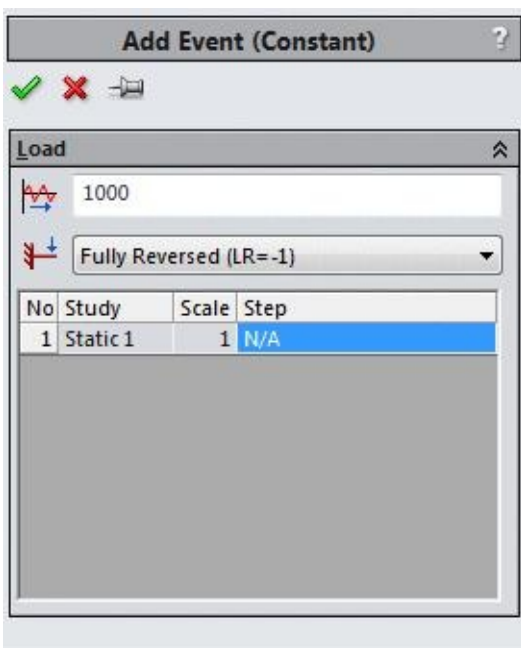 Add Event (Constant) ?
Load
1000
Fully Reversed (LR=-1)
No Study Scale Step
1 Static 1 1 N/A